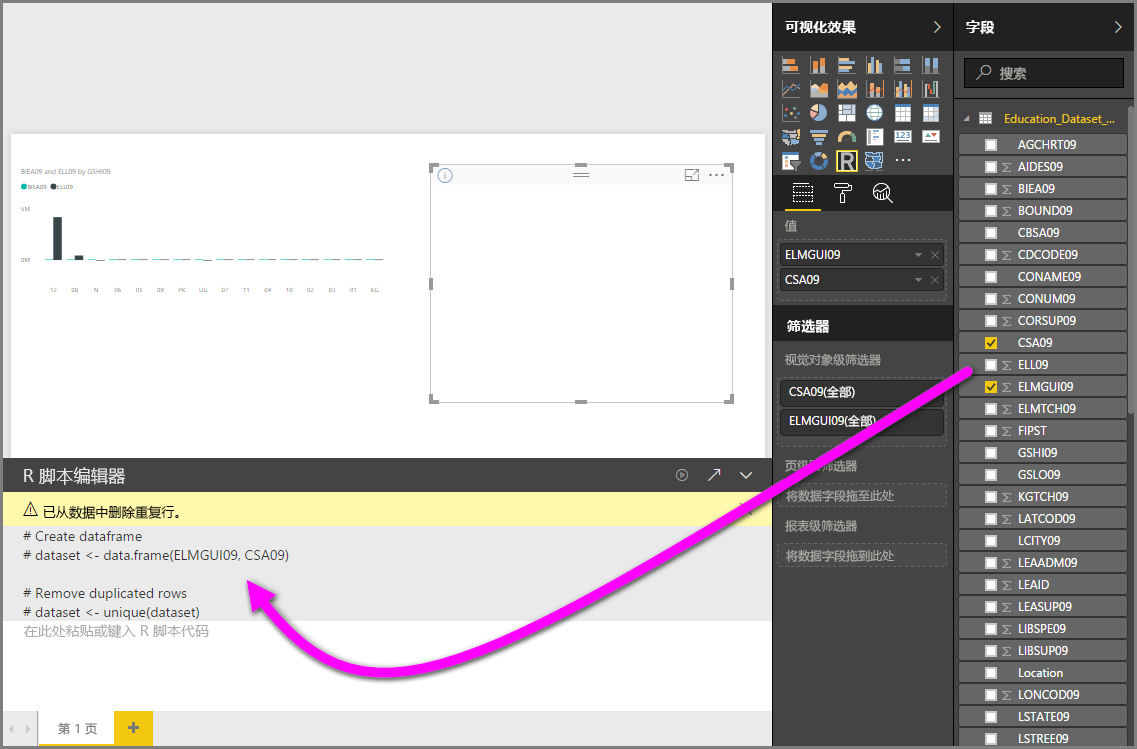 BIEA09 and ELL09 by GSHI09
BIEA09 ELL09
5M
0M
12 08 N 06 05 09 PK UG 07 11 04 10 02 03 01 KG
R 脚本编辑器
已从数据中删除重复行。
# Create dataframe
# dataset <- data.frame(ELMGUI09, CSA09)
# Remove duplicated rows
# dataset <- unique(dataset)
在此处粘贴或键入 R 脚本代码
第 1 页
可视化效果
R
123
值
ELMGUI09
CSA09
筛选器
视觉对象级筛选器
CSA09(全部)
ELMGUI09(全部)
页级筛选器
将数据字段拖至此处
报表级筛选器
将数据字段拖到此处
字段
搜索
Education_Dataset_...
AGCHRT09
AIDES09
BIEA09
BOUND09
CBSA09
CDCODE09
CONAME09
CONUM09
CORSUP09
CSA09
ELL09
ELMGUI09
ELMTCH09
FIPST
GSHI09
GSLO09
KGTCH09
LATCOD09
LCITY09
LEAADM09
LEAID
LEASUP09
LIBSPE09
LIBSUP09
Location
LONCOD09
LSTATE09
LSTREE09